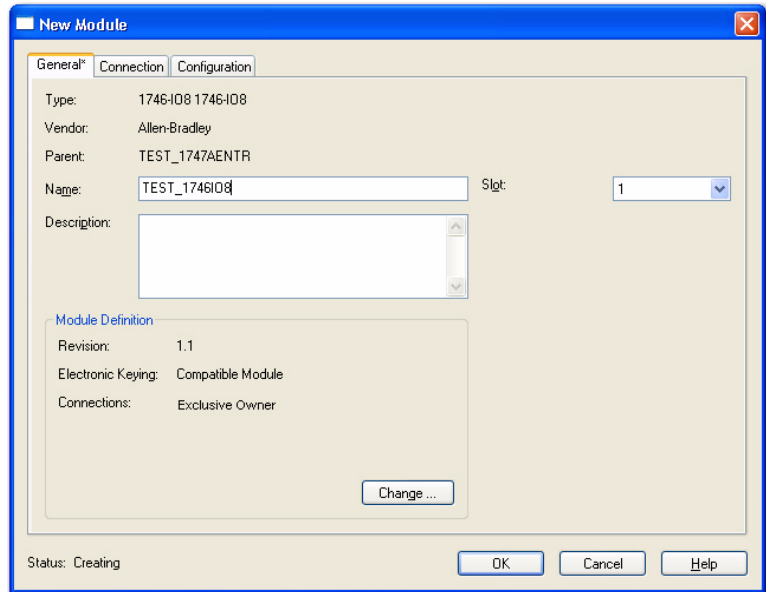 New Module
General* Connection Configuration
Type: 1746-IO8 1746-IO8
Vendor: Allen-Bradley
Parent: TEST_1747AENTR
Name: TEST_1746IO8 Slot: 1
Description:
Module Definition
Revision: 1.1
Electronic Keying: Compatible Module
Connections: Exclusive Owner
Change ...
Status: Creating OK Cancel Help